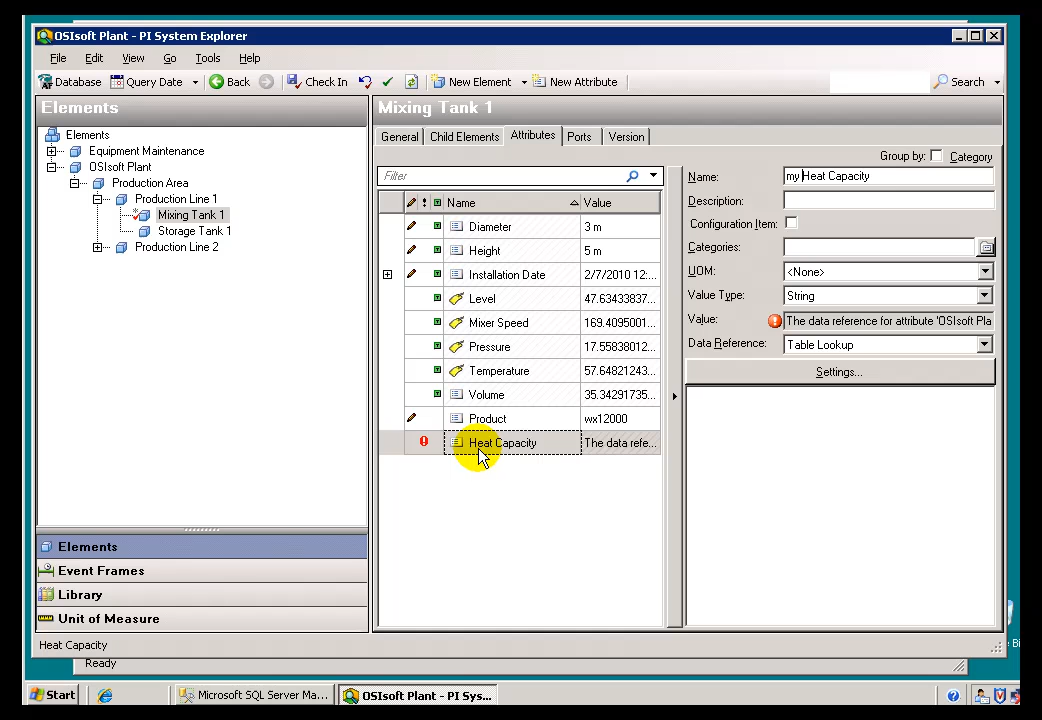 OSIsoft Plant - PI System Explorer
File Edit View Go Tools Help
Database Query Date Back Check In New Element New Attribute Search
Elements
Elements
Equipment Maintenance
OSIsoft Plant
Production Area
Production Line 1
Mixing Tank 1
Storage Tank 1
Production Line 2
Elements
Event Frames
Library
Unit of Measure
Mixing Tank 1
General Child Elements Attributes Ports Version
Group by: Category
Filter
Name Value
Diameter 3 m
Height 5 m
Installation Date 2/7/2010 12:...
Level 47.63433837...
Mixer Speed 169.4095001...
Pressure 17.55838012...
Temperature 57.64821243...
Volume 35.34291735...
Product wx12000
Heat Capacity The data refe...
Name: my Heat Capacity
Description:
Configuration Item:
Categories:
UOM: <None>
Value Type: String
Value: The data reference for attribute 'OSIsoft Pla
Data Reference: Table Lookup
Settings...
Heat Capacity
Ready
Start Microsoft SQL Server Ma... OSIsoft Plant - PI Sys...